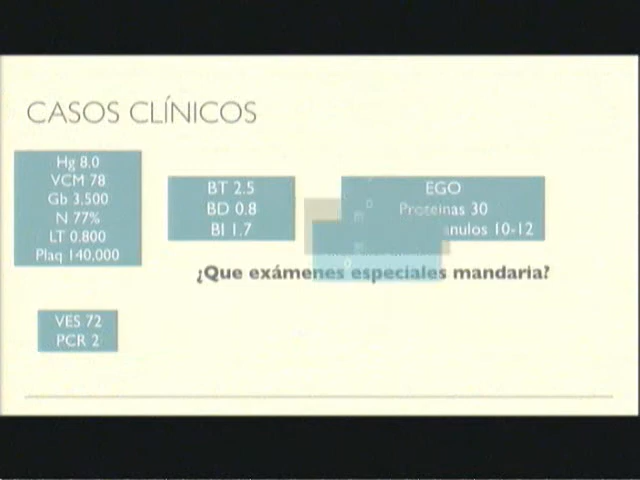 CASOS CLÍNICOS
Hg 8.0
VCM 78
Gb 3.500
N 77%
LT 0.800
Plaq 140.000
BT 2.5
BD 0.8
BI 1.7
EGO
Proteinas 30
10-12
¿Que exámenes especiales mandaria?
VES 72
PCR 2